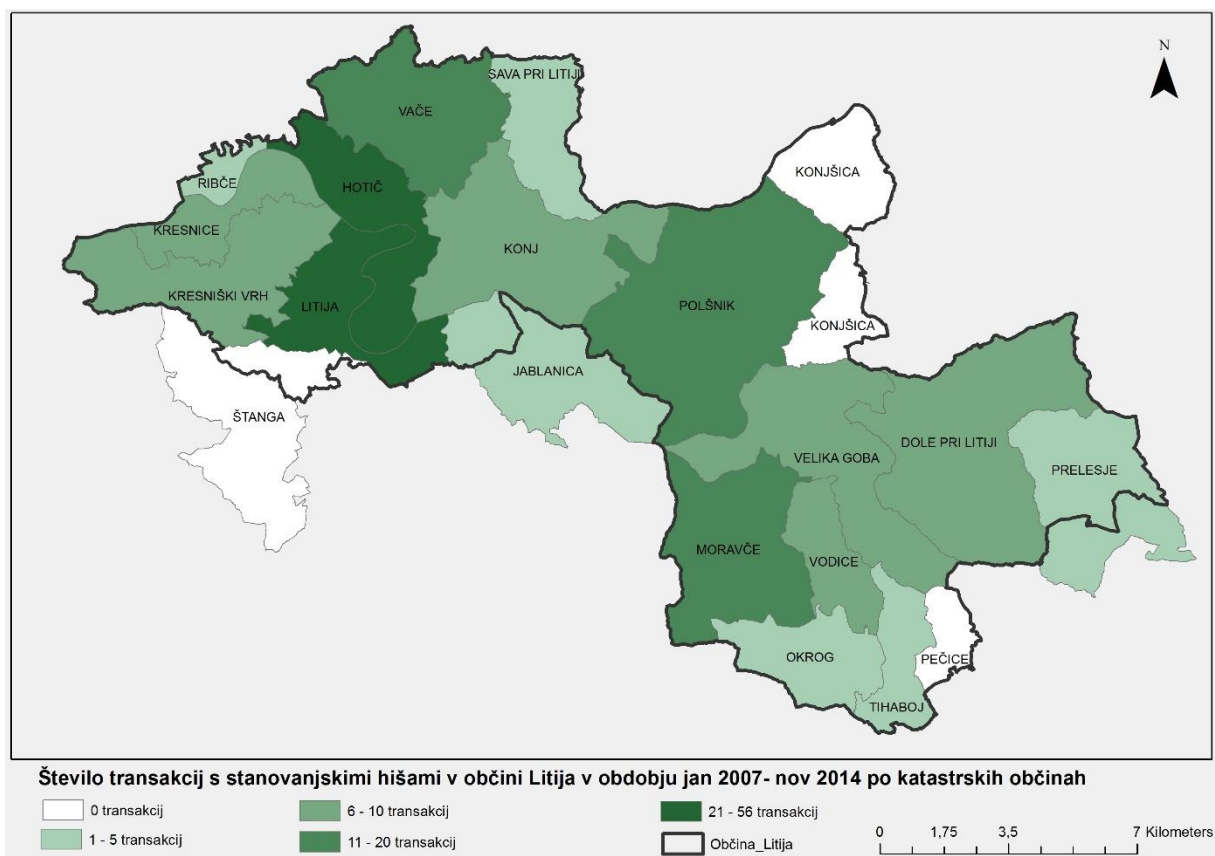 N
SAVA PRI LITIJI
VAČE
KONJŠICA
RIBČE
HOTIČ
KRESNICE
KONJ
KRESNIŠKI VRH
LITIJA
POLŠNIK
KONJŠICA
JABLANICA
ŠTANGA
DOLE PRI LITIJI
VELIKA GOBA
PRELESJE
MORAVČE
VODICE
OKROG
PEČICE
TIHABOJ
Število transakcij s stanovanjskimi hišami v občini Litija v obdobju jan 2007- nov 2014 po katastrskih občinah
0 transakcij
6 - 10 transakcij
21 - 56 transakcij
1 - 5 transakcij
11 - 20 transakcij
Občina_Litija
0 1,75 3,5 7 Kilometers